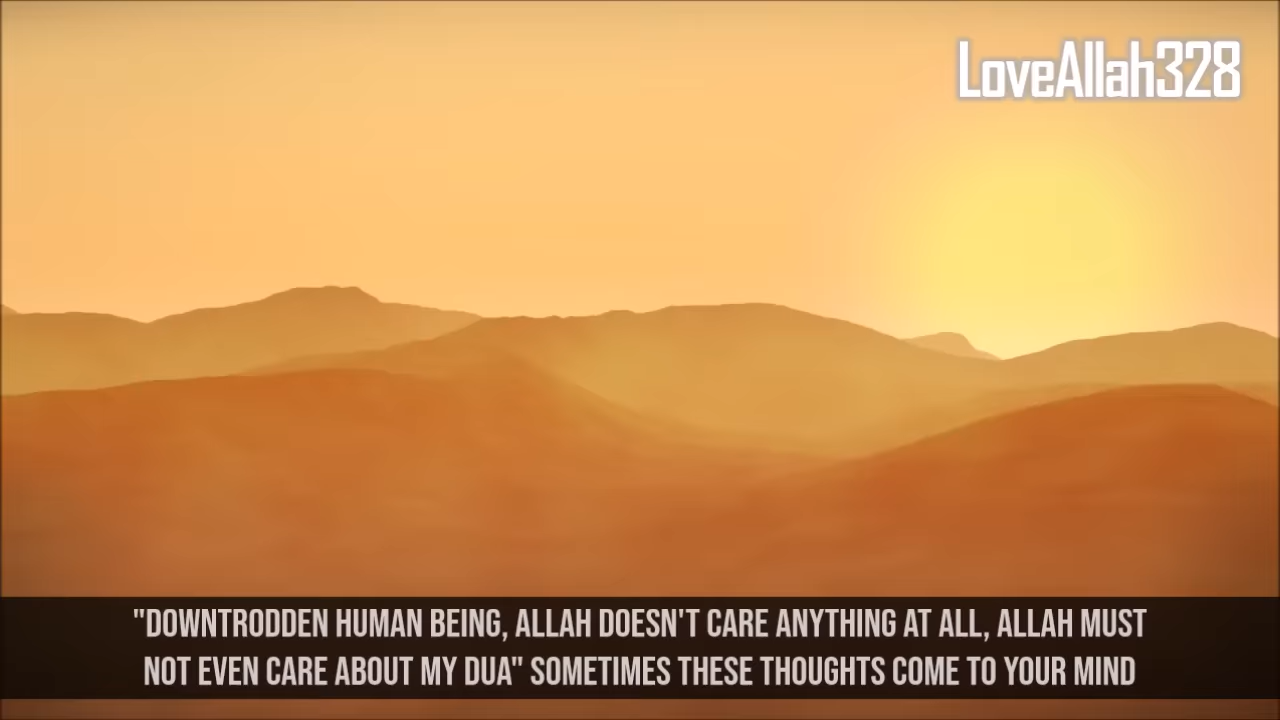 LoveAllah328
"DOWNTRODDEN HUMAN BEING, ALLAH DOESN'T CARE ANYTHING AT ALL, ALLAH MUST
NOT EVEN CARE ABOUT MY DUA" SOMETIMES THESE THOUGHTS COME TO YOUR MIND